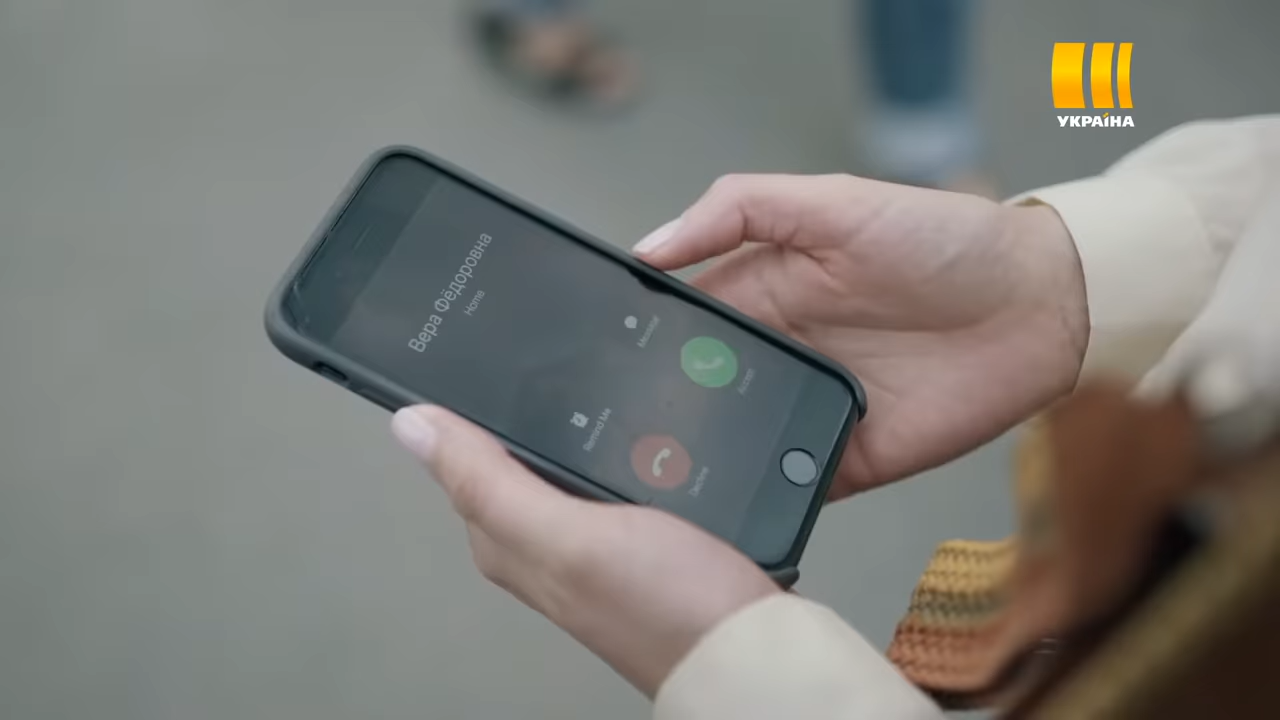 УКРАЇНА
Вера Фёдоровна
Home
Message
Accept
Remind Me
Decline